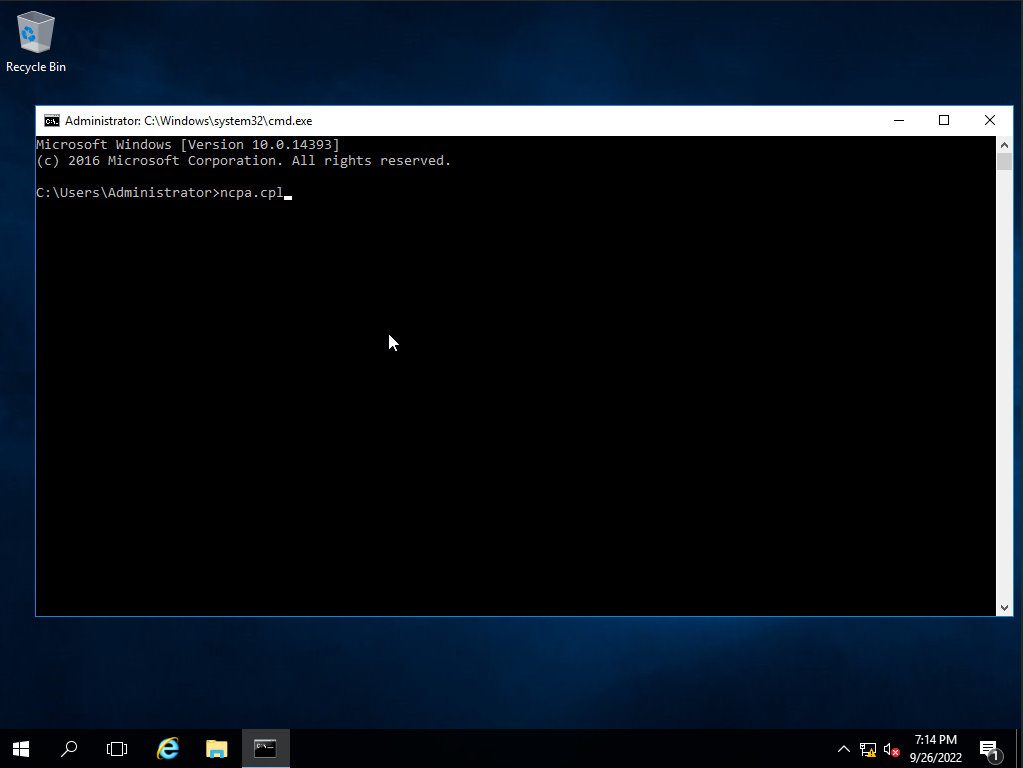 Recycle Bin
Administrator: C:\Windows\system32\cmd.exe
Microsoft Windows [Version 10.0.14393]
(c) 2016 Microsoft Corporation. All rights reserved.
C:\Users\Administrator>ncpa.cpl
7:14 PM
9/26/2022
1